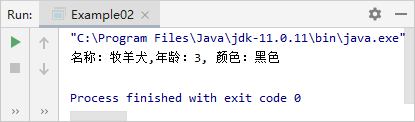 Run: Example02
"C:\Program Files\Java\jdk-11.0.11\bin\java.exe"
名称：牧羊犬,年龄：3, 颜色：黑色
Process finished with exit code 0